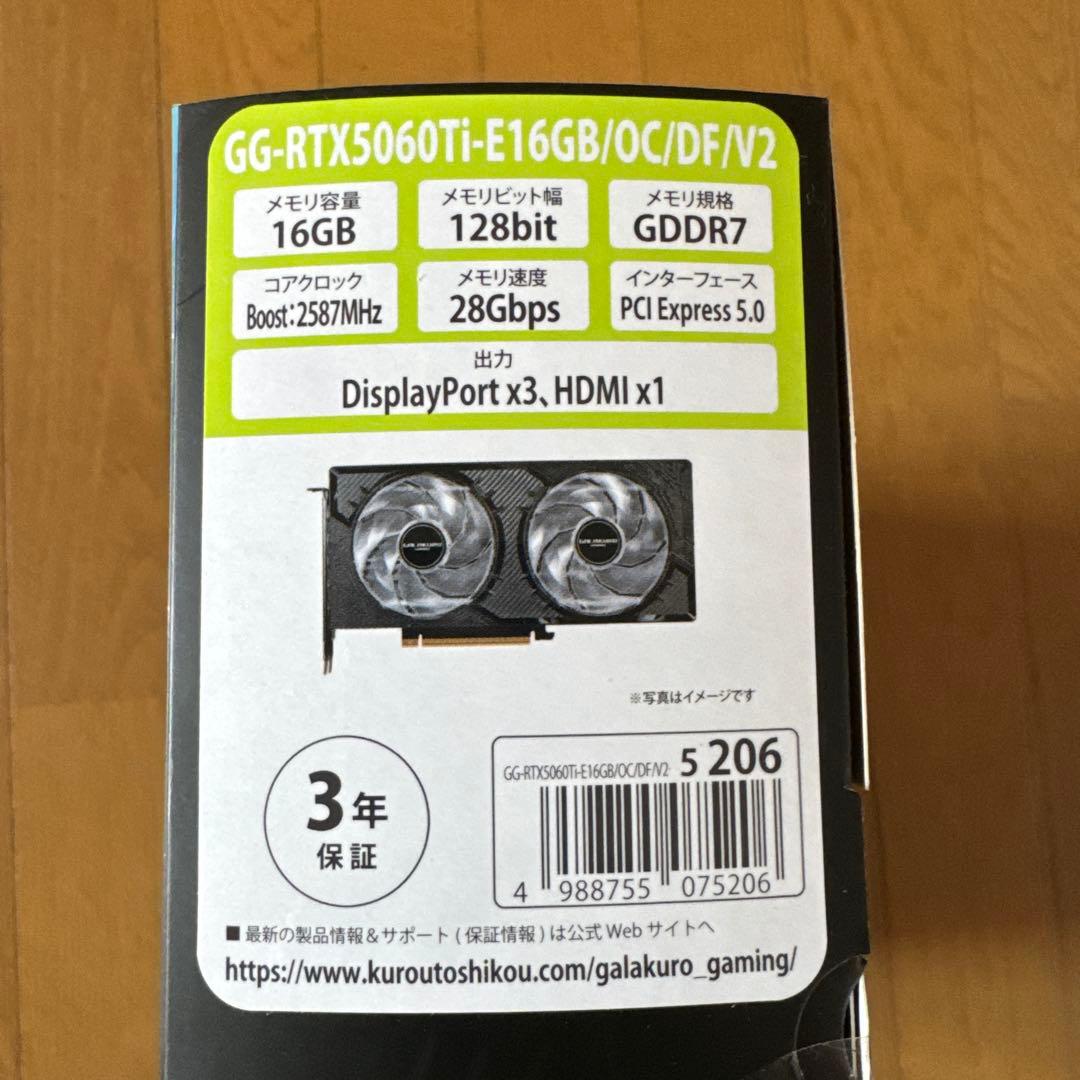 GG-RTX5060Ti-E16GB/OC/DF/V2
メモリ容量
16GB
メモリビット幅
128bit
メモリ規格
GDDR7
コアクロック
Boost:2587MHz
メモリ速度
28Gbps
インターフェース
PCI Express 5.0
出力
DisplayPort x3、HDMI x1
※写真はイメージです
3年
保証
GG-RTX5060Ti-E16GB/OC/DF/V2 5 206
4 988755 075206
■ 最新の製品情報&サポート(保証情報)は公式 Web サイトへ
https://www.kuroutoshikou.com/galakuro_gaming/